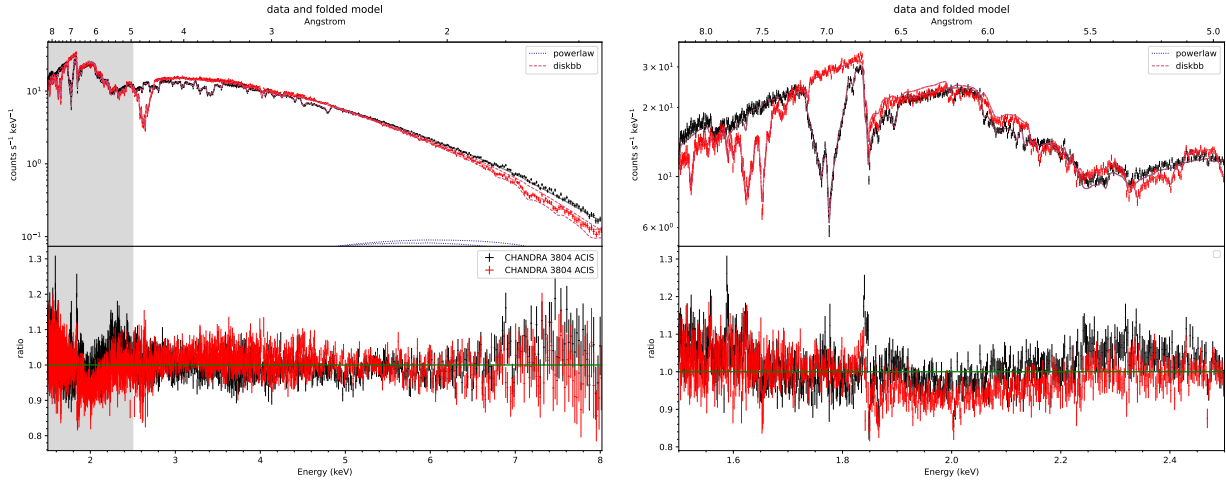 data and folded model
Angstrom
8 7 6 5 4 3 2
powerlaw
diskbb
counts s⁻¹ keV⁻¹
10¹
10⁰
10⁻¹
CHANDRA 3804 ACIS
CHANDRA 3804 ACIS
ratio
1.3
1.2
1.1
1.0
0.9
0.8
2 3 4 5 6 7 8
Energy (keV)
data and folded model
Angstrom
8.0 7.5 7.0 6.5 6.0 5.5 5.0
powerlaw
diskbb
counts s⁻¹ keV⁻¹
3 × 10¹
2 × 10¹
10¹
6 × 10⁰
ratio
1.3
1.2
1.1
1.0
0.9
0.8
1.6 1.8 2.0 2.2 2.4
Energy (keV)